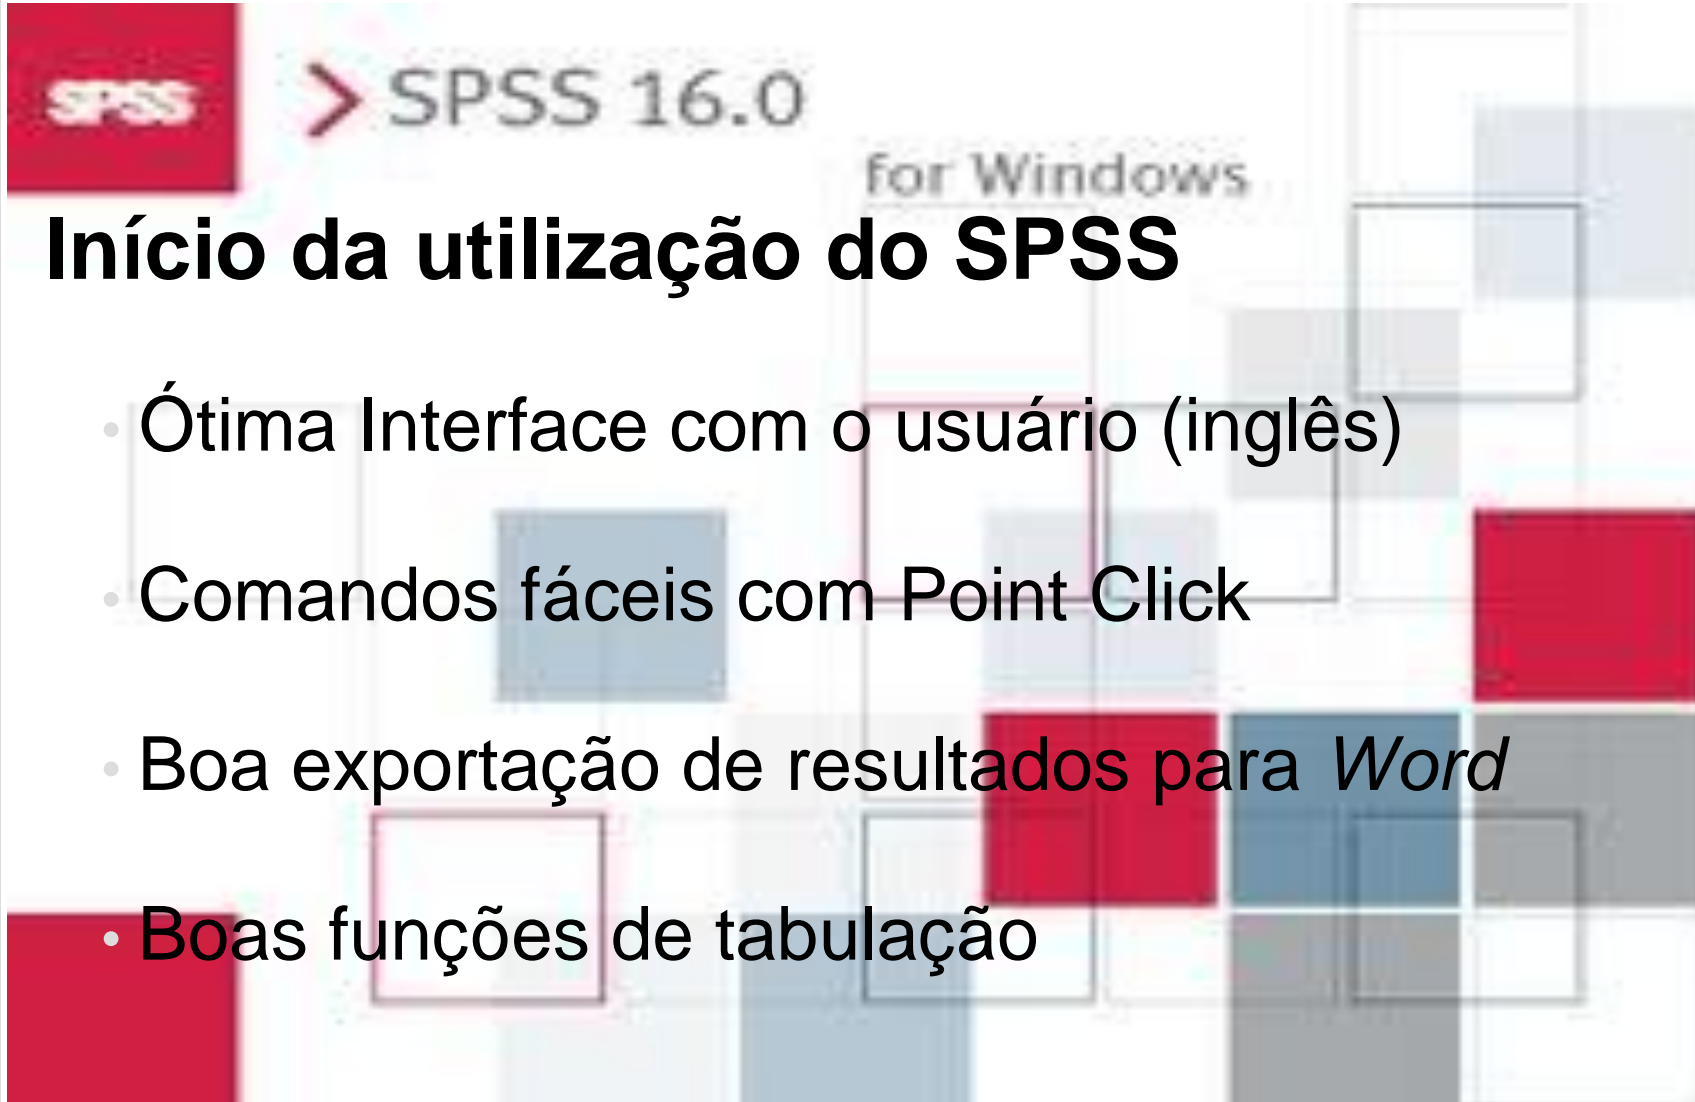 SPSS
> SPSS 16.0
for Windows
Início da utilização do SPSS
• Ótima Interface com o usuário (inglês)
• Comandos fáceis com Point Click
• Boa exportação de resultados para Word
• Boas funções de tabulação